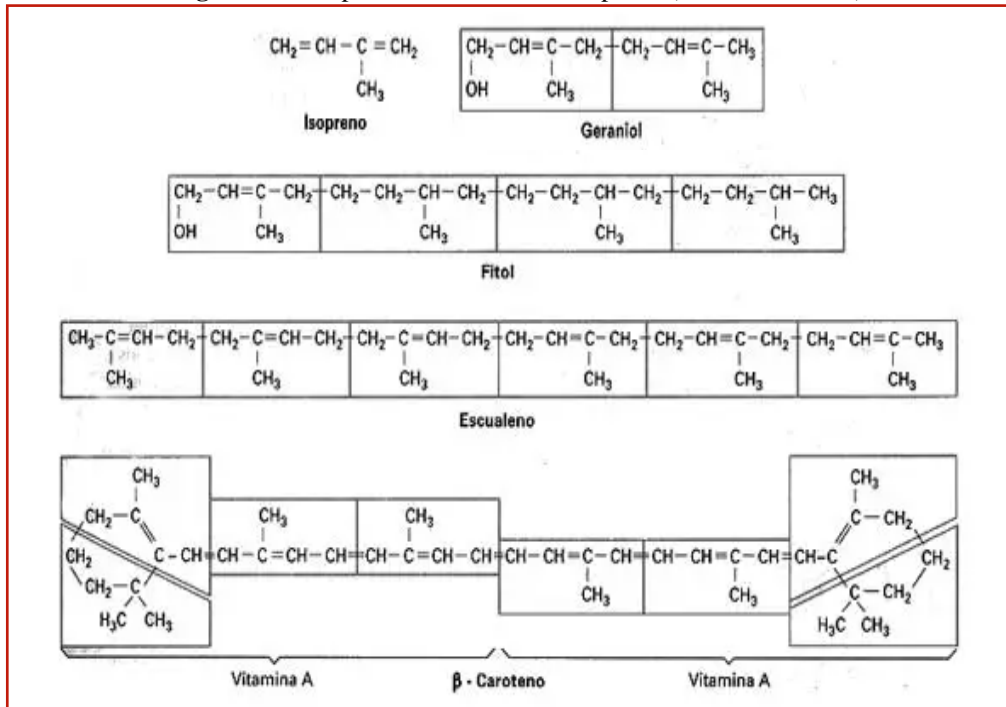 CH₂=CH-C=CH₂
CH₃
Isopreno
CH₂-CH=C-CH₂-CH₂-CH=C-CH₃
OH CH₃ CH₃
Geraniol
CH₂-CH=C-CH₂-CH₂-CH₂-CH-CH₂-CH₂-CH₂-CH-CH₂-CH₂-CH₂-CH-CH₃
OH CH₃ CH₃ CH₃ CH₃
Fitol
CH₃-C=CH-CH₂-CH₂-C=CH-CH₂-CH₂-C=CH-CH₂-CH₂-CH=C-CH₂-CH₂-CH=C-CH₂-CH₂-CH=C-CH₃
CH₃ CH₃ CH₃ CH₃ CH₃ CH₃
Escualeno
CH₃ CH₃
CH₃ CH₃
CH₂-C C-CH₂
CH₂ C-CH=CH-C=CH-CH=CH-C=CH-CH=CH-CH=C-CH=CH-CH=C-CH=CH-C CH₂
CH₂-C C-CH₂
CH₃ CH₃
H₃C CH₃ H₃C CH₃
Vitamina A β - Caroteno Vitamina A